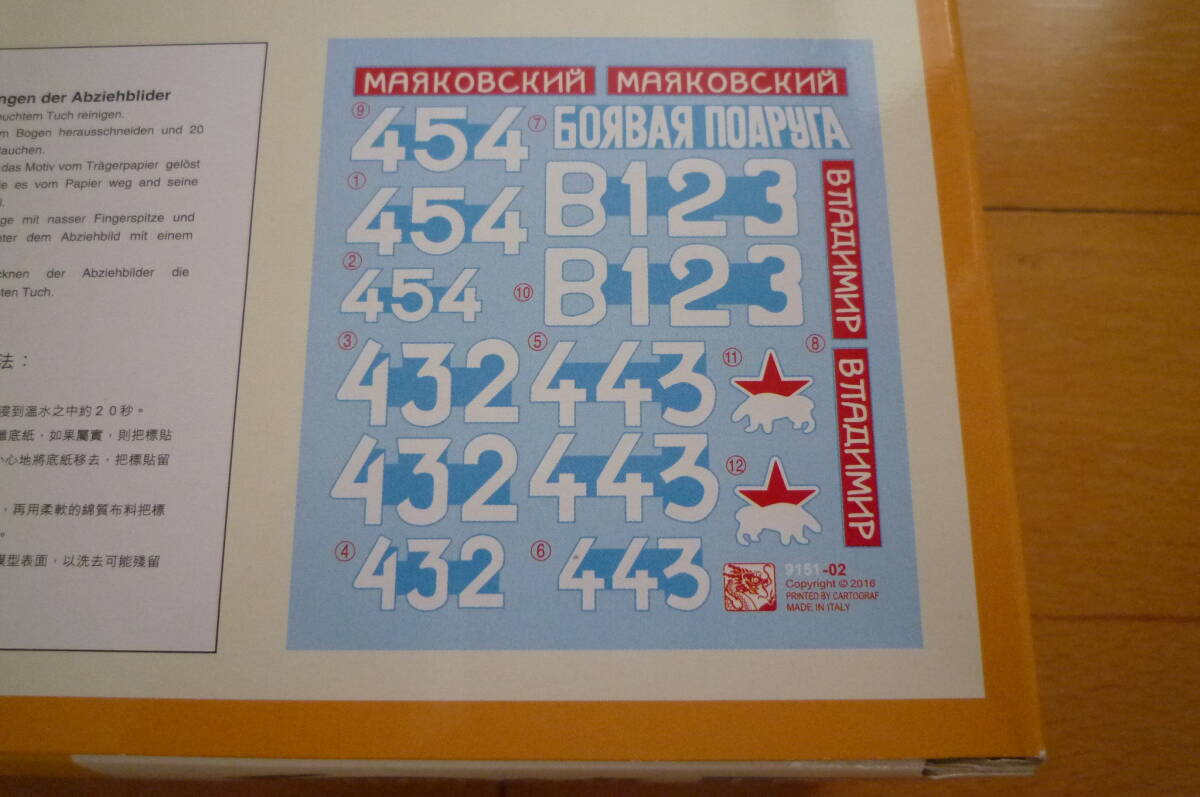 ngen der Abziehblider
uchtem Tuch reinigen.
m Bogen herausschneiden und 20
auchen.
das Motiv vom Trägerpapier gelöst
e es vom Papier weg and seine
ge mit nasser Fingerspitze und
nter dem Abziehbild mit einem
cknen der Abziehbilder die
ten Tuch.
法：
浸到溫水之中約20秒。
離底紙，如果屬實，則把標貼
小心地將底紙移去，把標貼留
，再用柔軟的綿質布料把標
。
模型表面，以洗去可能殘留
МАЯКОВСКИЙ МАЯКОВСКИЙ
9 454 7 БОЯВАЯ ПОДРУГА
1 454 B123
2 454 10 B123
ВЛАДИМИР
3 432 5 443 11 8
432 443 12
ВЛАДИМИР
4 432 6 443
9151-02
Copyright © 2016
PRINTED BY CARTOGRAF
MADE IN ITALY